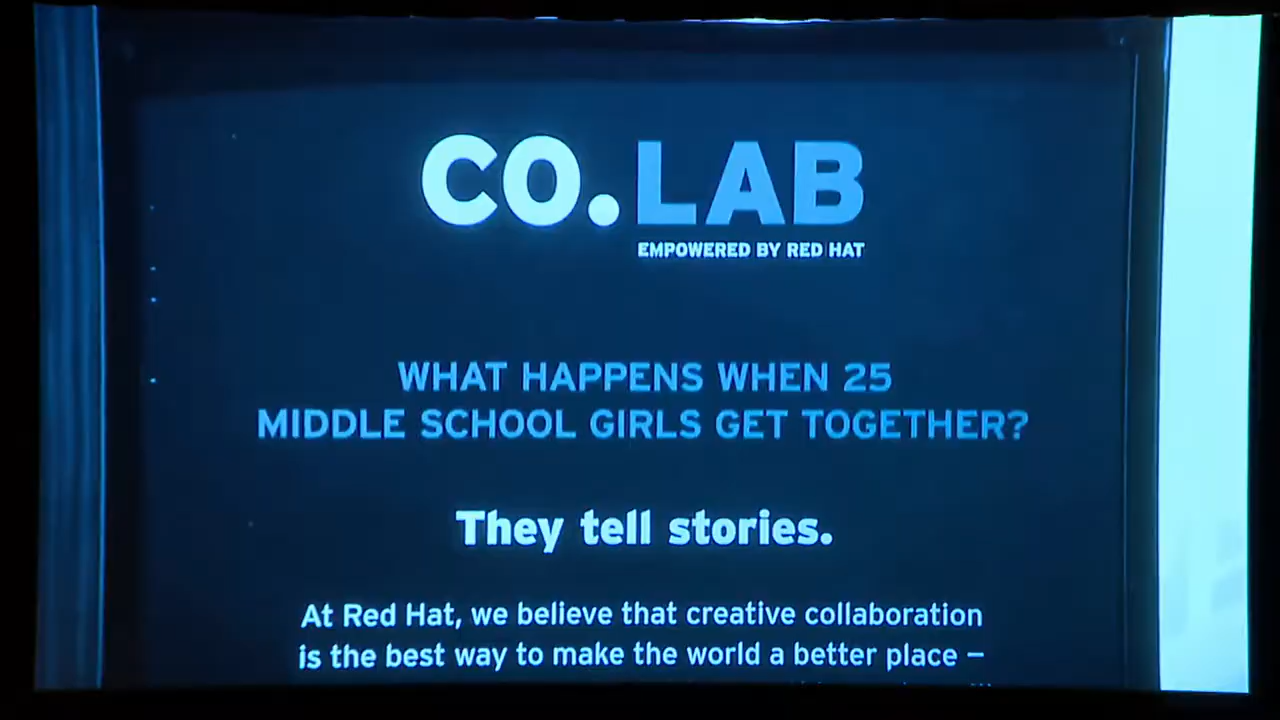 CO.LAB
EMPOWERED BY RED HAT
WHAT HAPPENS WHEN 25
MIDDLE SCHOOL GIRLS GET TOGETHER?
They tell stories.
At Red Hat, we believe that creative collaboration
is the best way to make the world a better place —